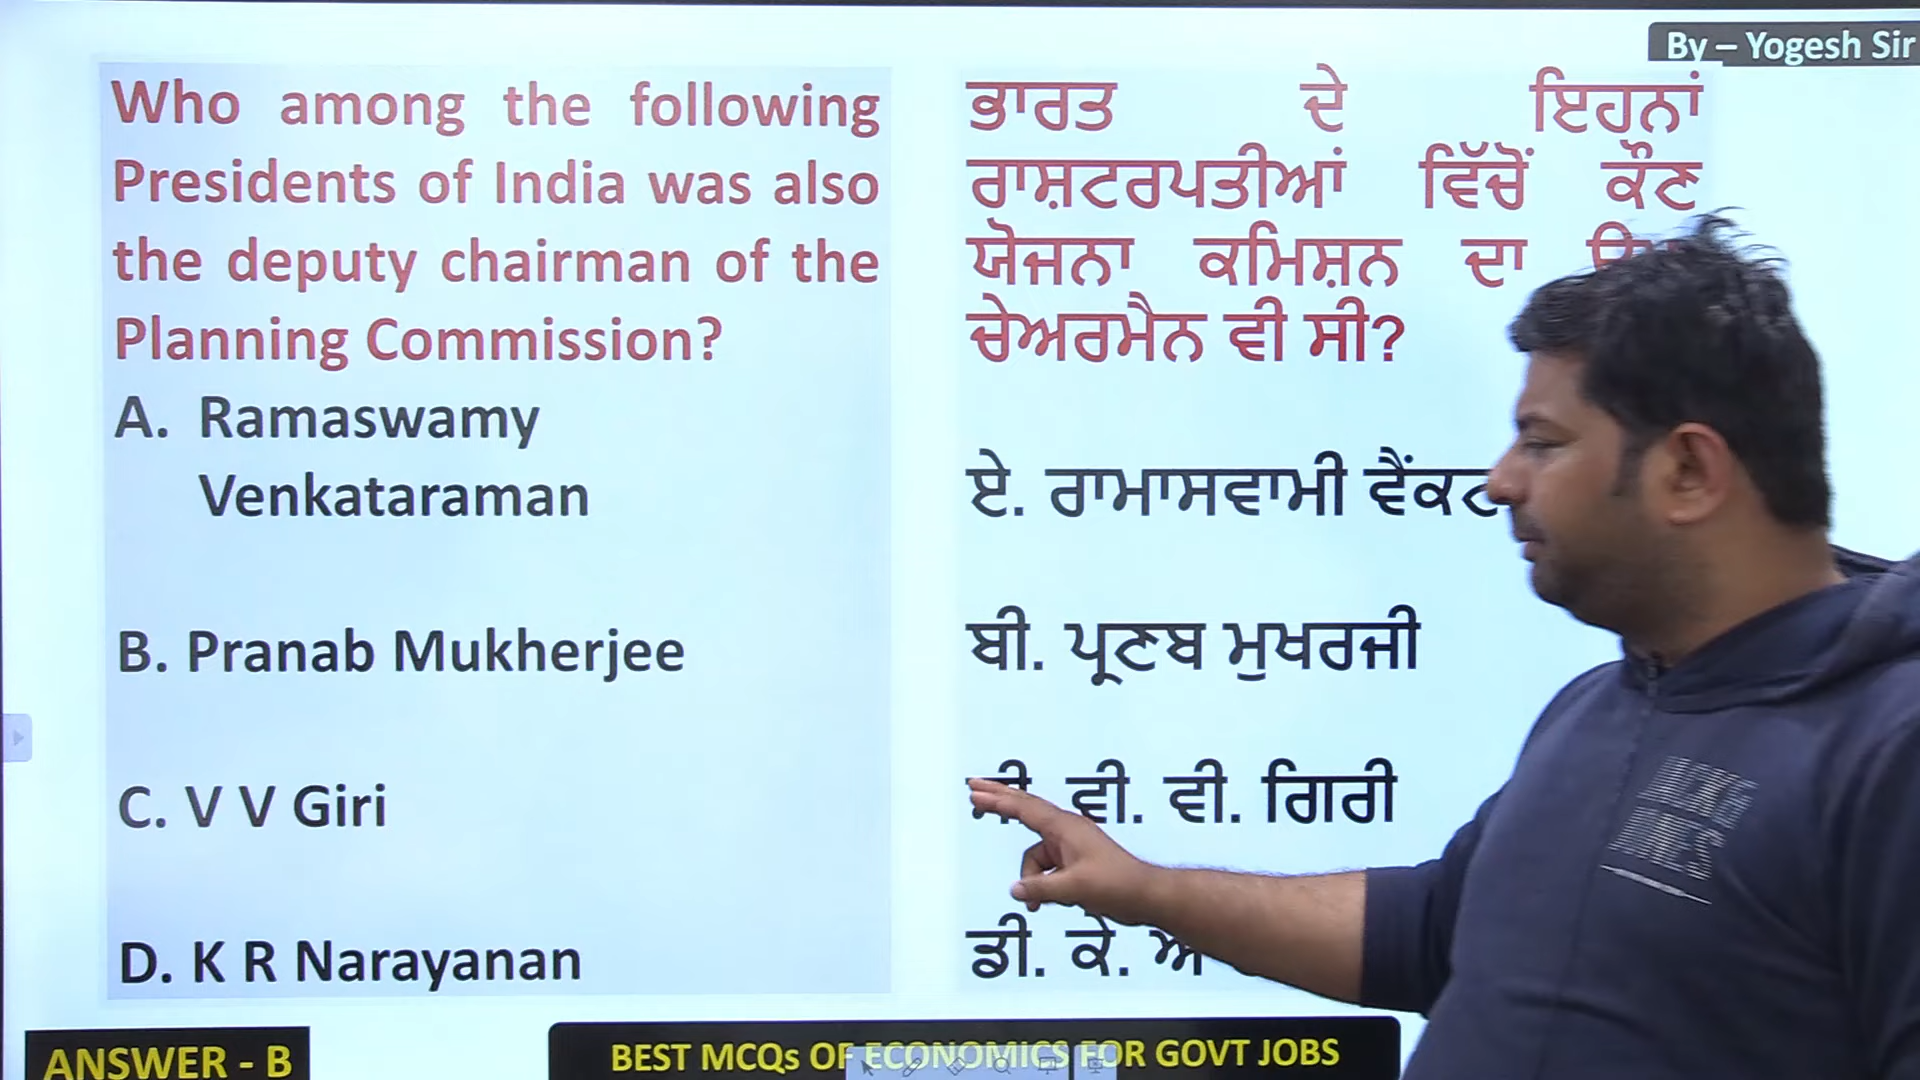 By – Yogesh Sir
Who among the following
Presidents of India was also
the deputy chairman of the
Planning Commission?
A. Ramaswamy
Venkataraman
B. Pranab Mukherjee
C. V V Giri
D. K R Narayanan
ਭਾਰਤ ਦੇ ਇਹਨਾਂ
ਰਾਸ਼ਟਰਪਤੀਆਂ ਵਿੱਚੋਂ ਕੌਣ
ਯੋਜਨਾ ਕਮਿਸ਼ਨ ਦਾ
ਚੇਅਰਮੈਨ ਵੀ ਸੀ?
ਏ. ਰਾਮਾਸਵਾਮੀ
ਬੀ. ਪ੍ਰਣਬ ਮੁਖਰਜੀ
ਵੀ. ਵੀ. ਗਿਰੀ
ਡੀ. ਕੇ.
ANSWER - B
BEST MCQs OF ECONOMICS FOR GOVT JOBS